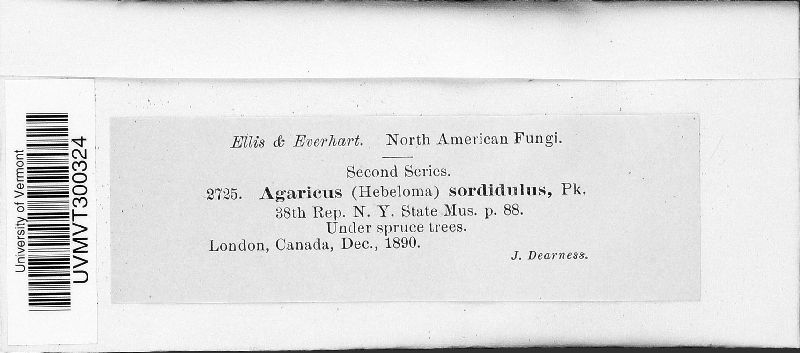 Ellis & Everhart. North American Fungi.
Second Series.
2725. Agaricus (Hebeloma) sordidulus, Pk.
38th Rep. N. Y. State Mus. p. 88.
Under spruce trees.
London, Canada, Dec., 1890.
J. Dearness.
University of Vermont
UVMVT300324